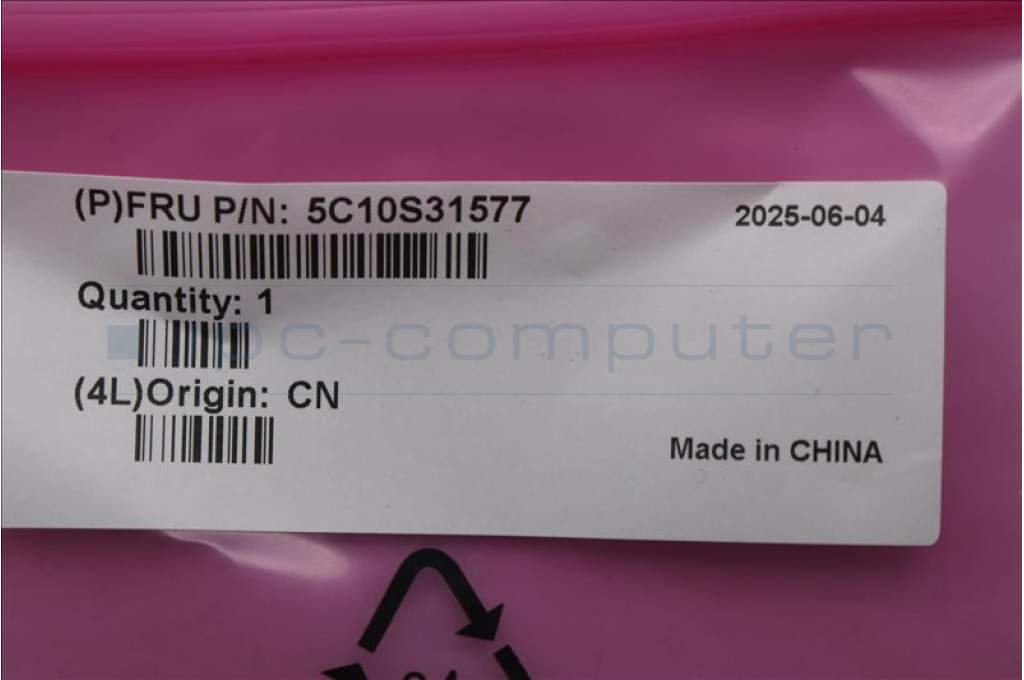 (P)FRU P/N: 5C10S31577
2025-06-04
Quantity: 1
pc-computer
(4L)Origin: CN
Made in CHINA